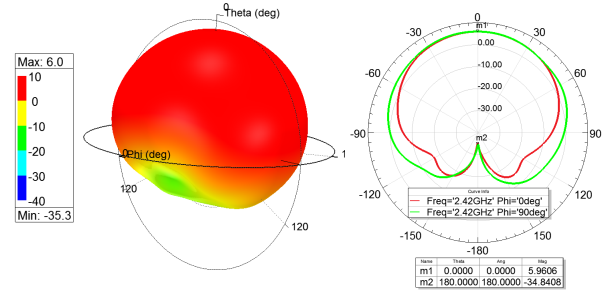 0
Theta (deg)
Max: 6.0
10
0
-10
-20
-30
-40
Min: -35.3
0Phi (deg)
1
120
120
0
m1
-30
30
0.00
-60
60
-10.00
-20.00
-30.00
-90
90
m2
-120
120
Curve Info
Freq='2.42GHz' Phi='0deg'
Freq='2.42GHz' Phi='90deg'
-150
150
-180
Name Theta Ang Mag
m1 0.0000 0.0000 5.9606
m2 180.0000 180.0000 -34.8408